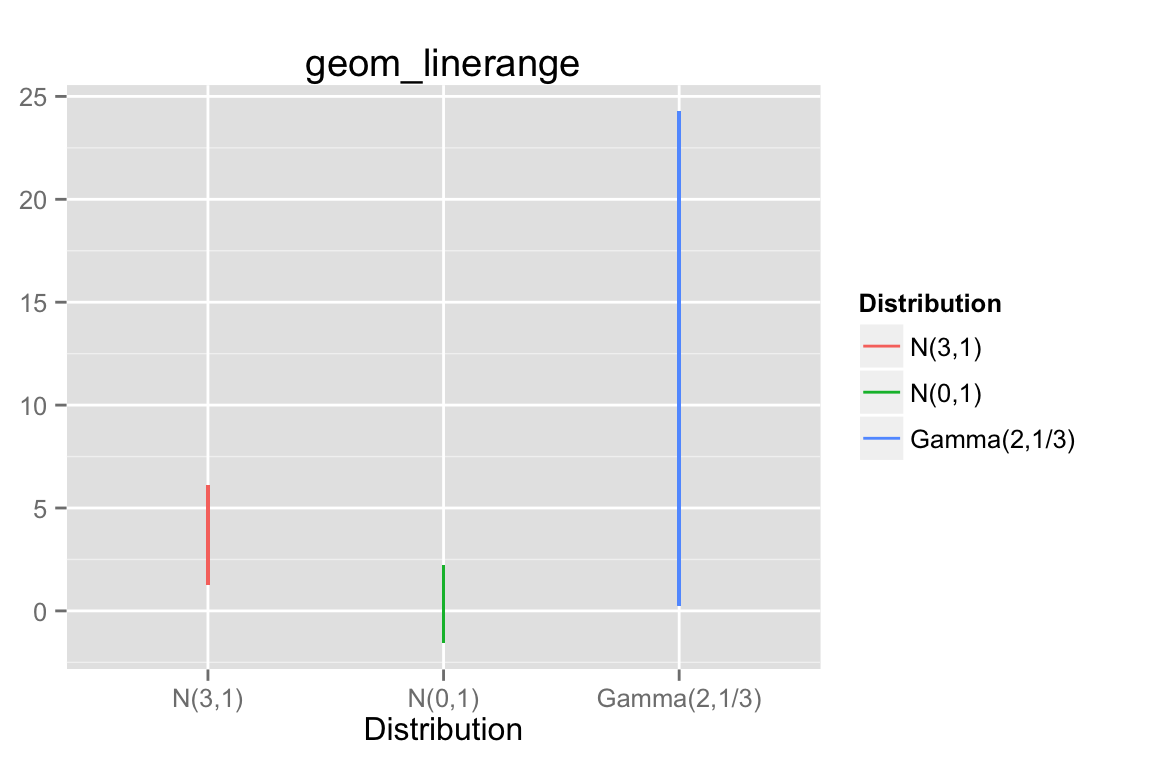 geom_linerange
25
20
15
10
5
0
N(3,1) N(0,1) Gamma(2,1/3)
Distribution
Distribution
N(3,1)
N(0,1)
Gamma(2,1/3)